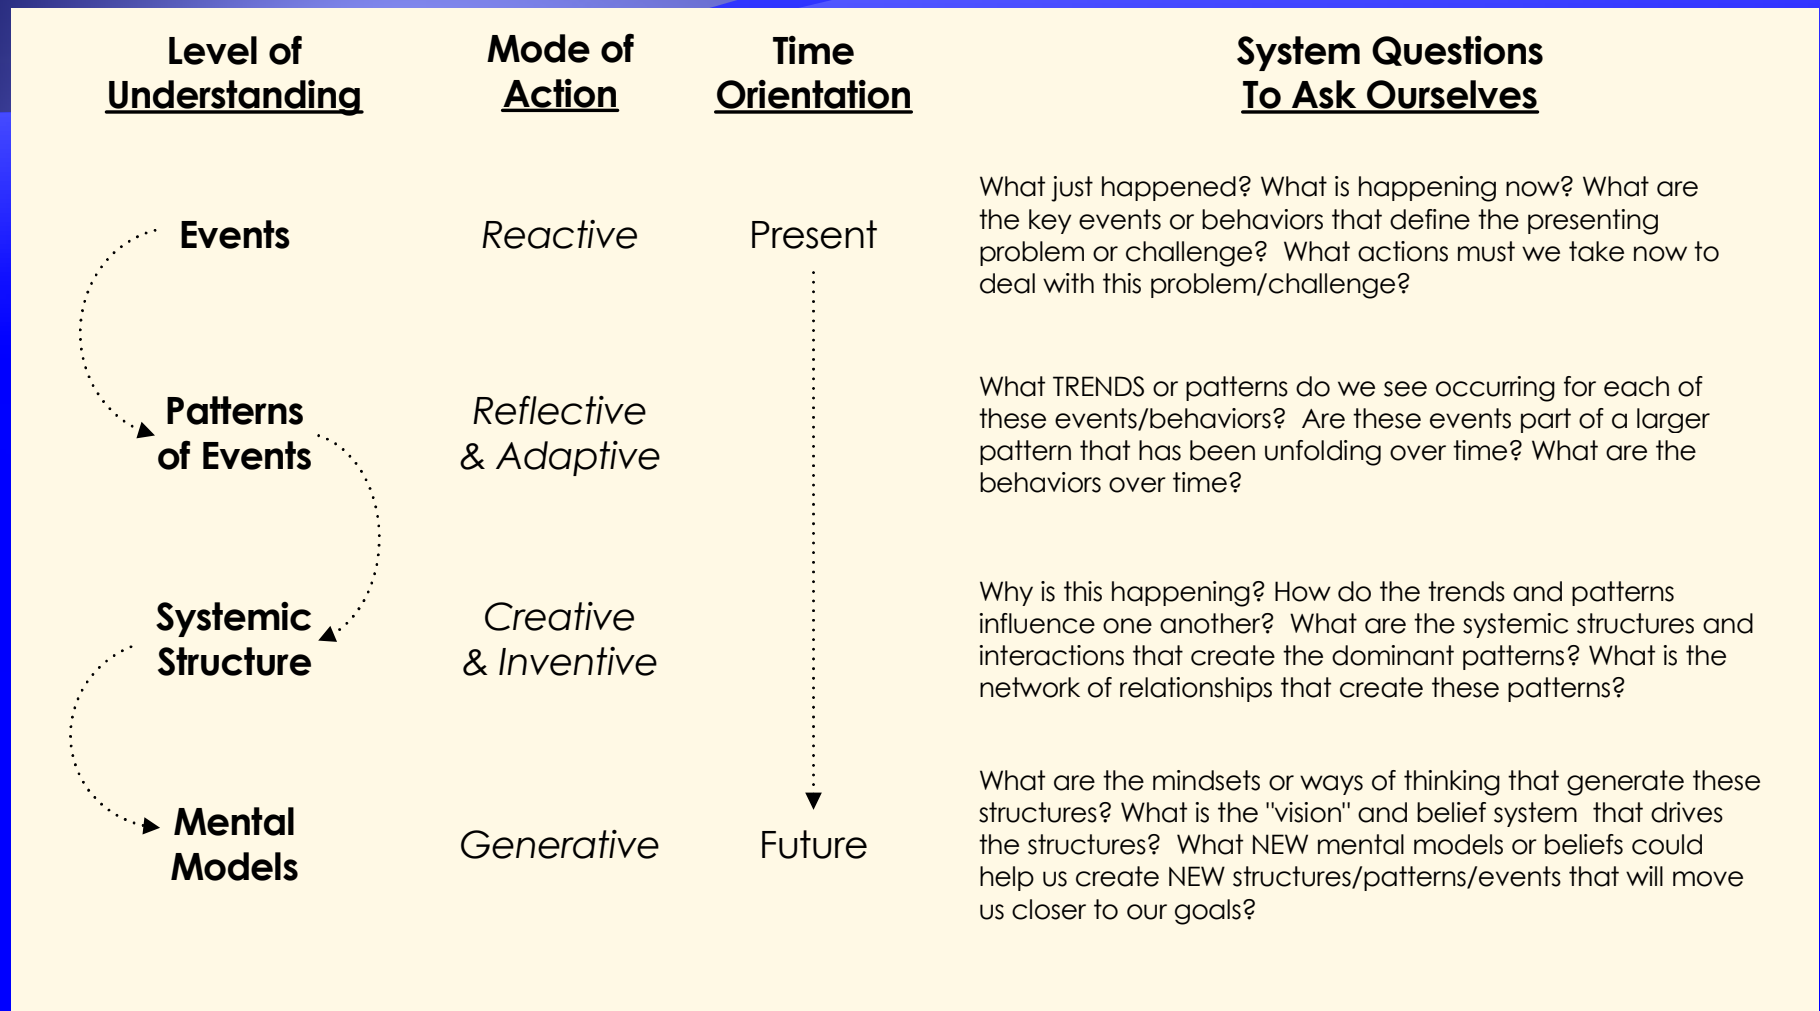 Level of
Understanding
Mode of
Action
Time
Orientation
System Questions
To Ask Ourselves
Events
Reactive
Present
What just happened? What is happening now? What are
the key events or behaviors that define the presenting
problem or challenge?  What actions must we take now to
deal with this problem/challenge?
Patterns
of Events
Reflective
& Adaptive
What TRENDS or patterns do we see occurring for each of
these events/behaviors?  Are these events part of a larger
pattern that has been unfolding over time? What are the
behaviors over time?
Systemic
Structure
Creative
& Inventive
Why is this happening? How do the trends and patterns
influence one another?  What are the systemic structures and
interactions that create the dominant patterns? What is the
network of relationships that create these patterns?
Mental
Models
Generative
Future
What are the mindsets or ways of thinking that generate these
structures? What is the "vision" and belief system  that drives
the structures?  What NEW mental models or beliefs could
help us create NEW structures/patterns/events that will move
us closer to our goals?